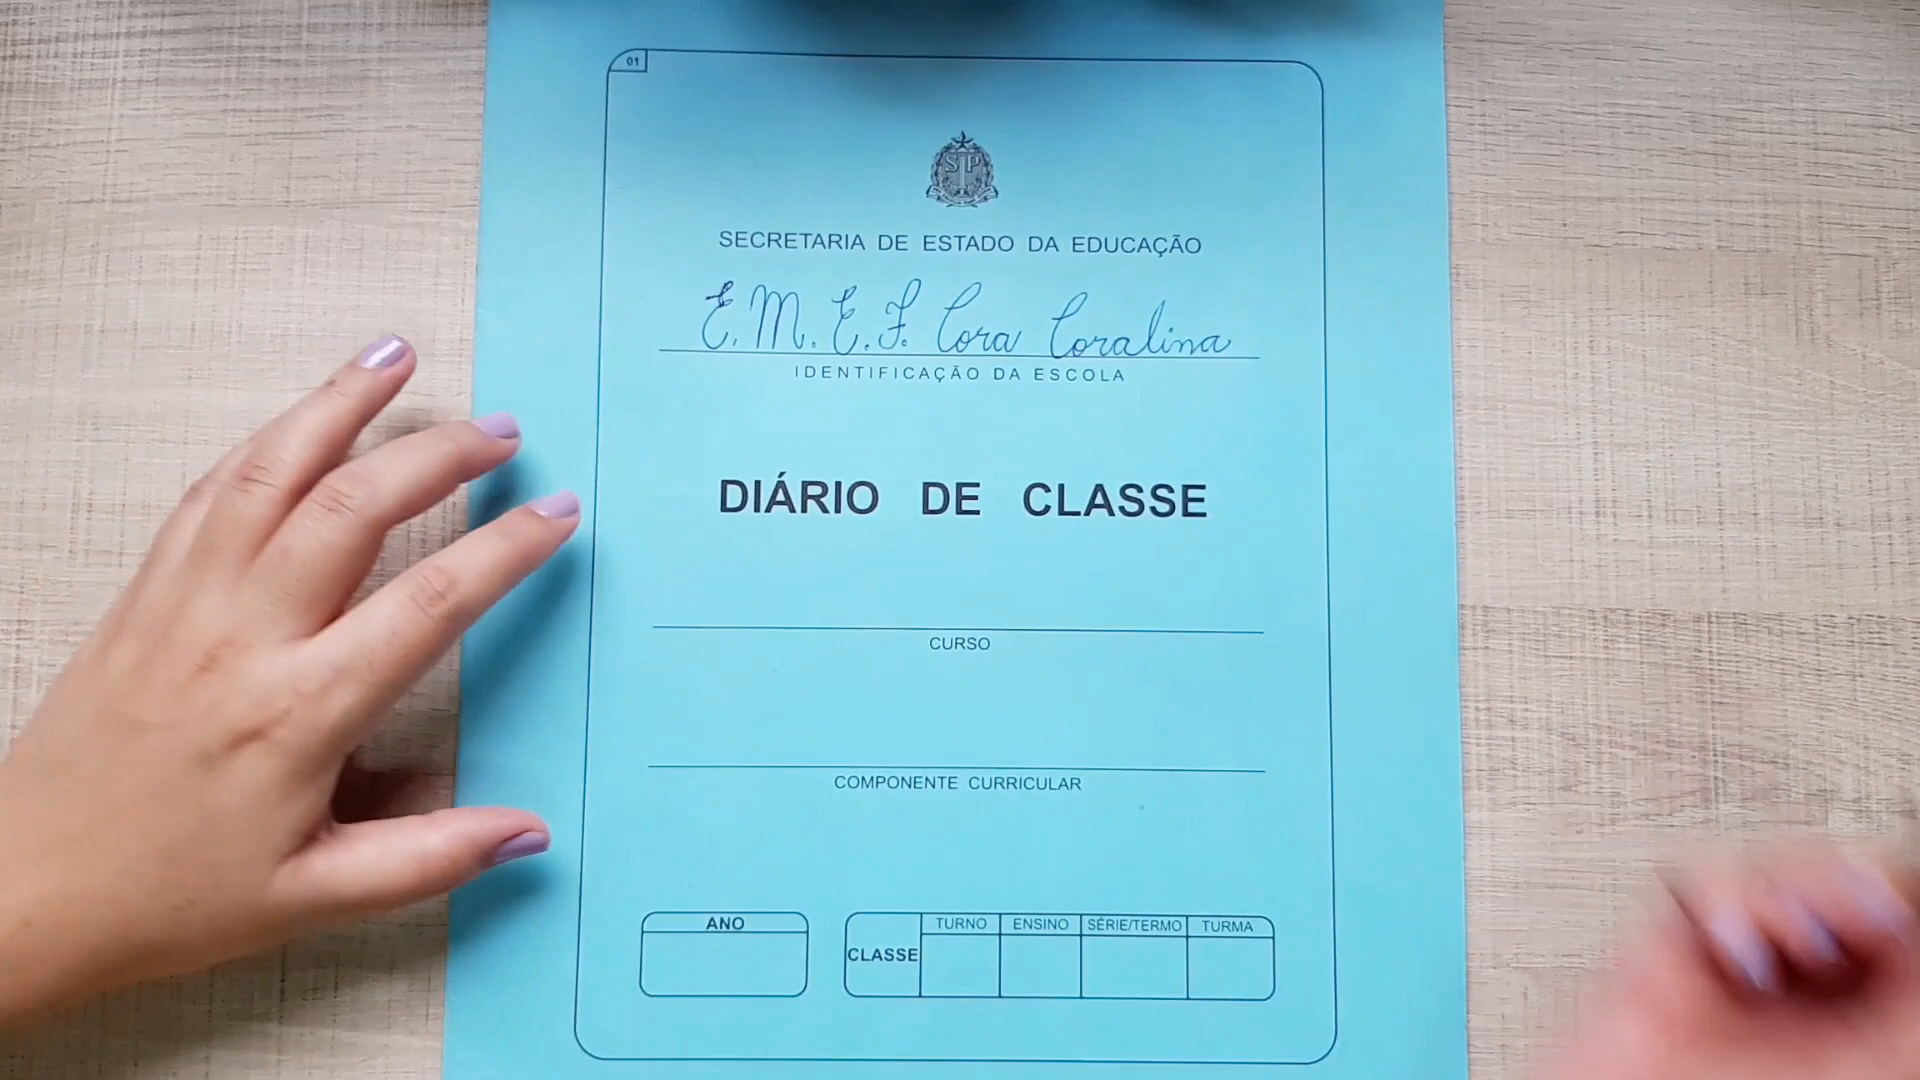 01
SP
SECRETARIA DE ESTADO DA EDUCAÇÃO
E. M. E. F. Cora Coralina
IDENTIFICAÇÃO DA ESCOLA
DIÁRIO DE CLASSE
CURSO
COMPONENTE CURRICULAR
ANO
CLASSE TURNO ENSINO SÉRIE/TERMO TURMA